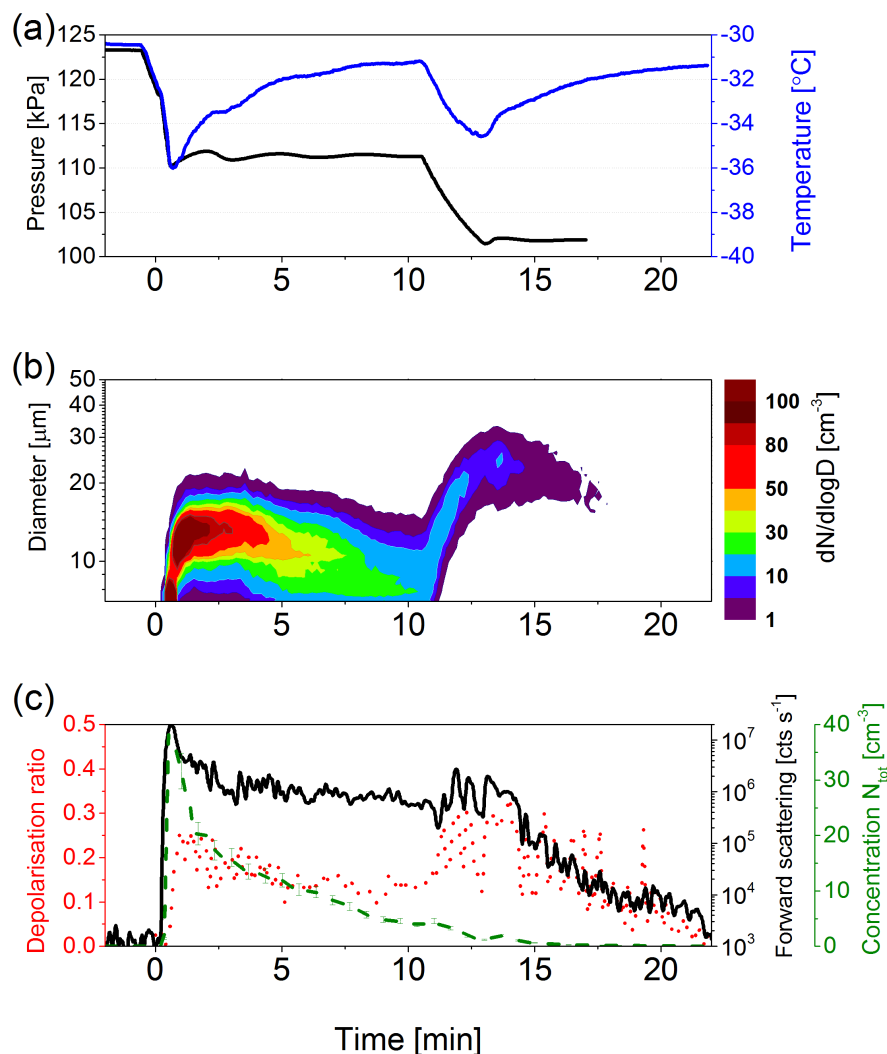 (a)
125
120
115
110
105
100
Pressure [kPa]
-30
-32
-34
-36
-38
-40
Temperature [°C]
0 5 10 15 20
(b)
50
40
30
20
10
Diameter [µm]
100
80
50
30
10
1
dN/dlogD [cm⁻³]
0 5 10 15 20
(c)
0.5
0.4
0.3
0.2
0.1
0.0
Depolarisation ratio
10⁷
10⁶
10⁵
10⁴
10³
Forward scattering [cts s⁻¹]
40
30
20
10
0
Concentration Nₜₒₜ [cm⁻³]
0 5 10 15 20
Time [min]